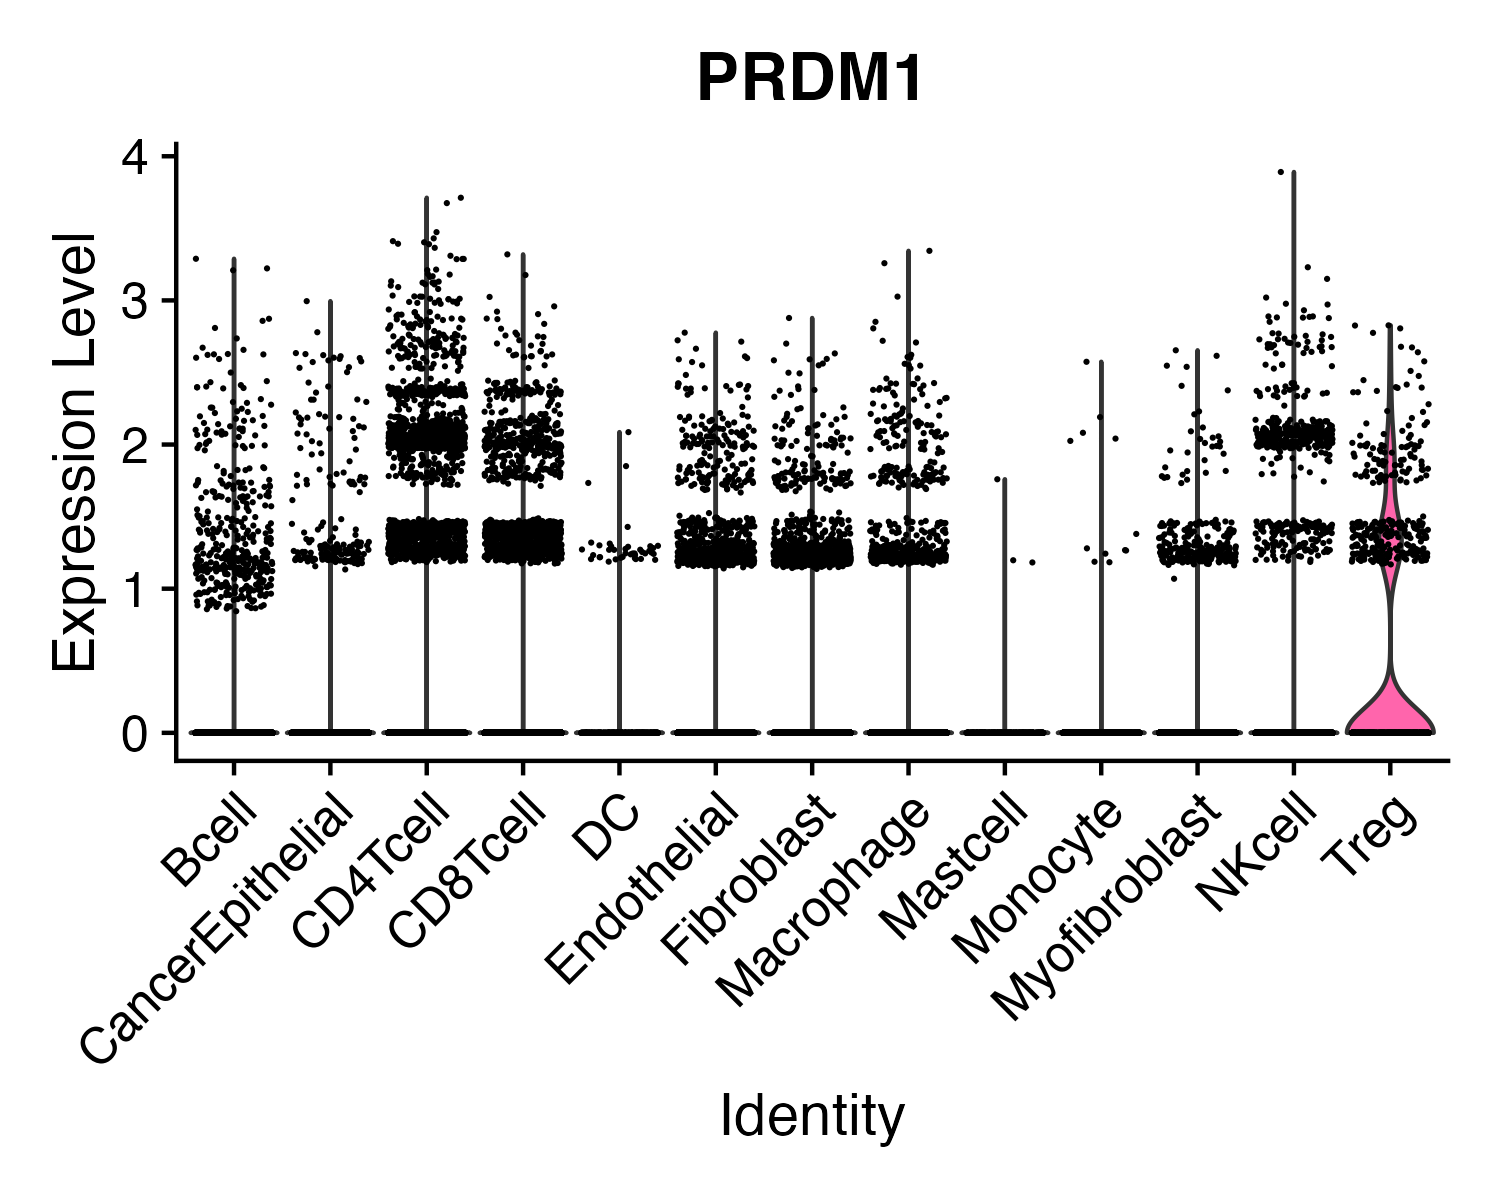 PRDM1
Expression Level
4
3
2
1
0
Bcell
CancerEpithelial
CD4Tcell
CD8Tcell
DC
Endothelial
Fibroblast
Macrophage
Mastcell
Monocyte
Myofibroblast
NKcell
Treg
Identity